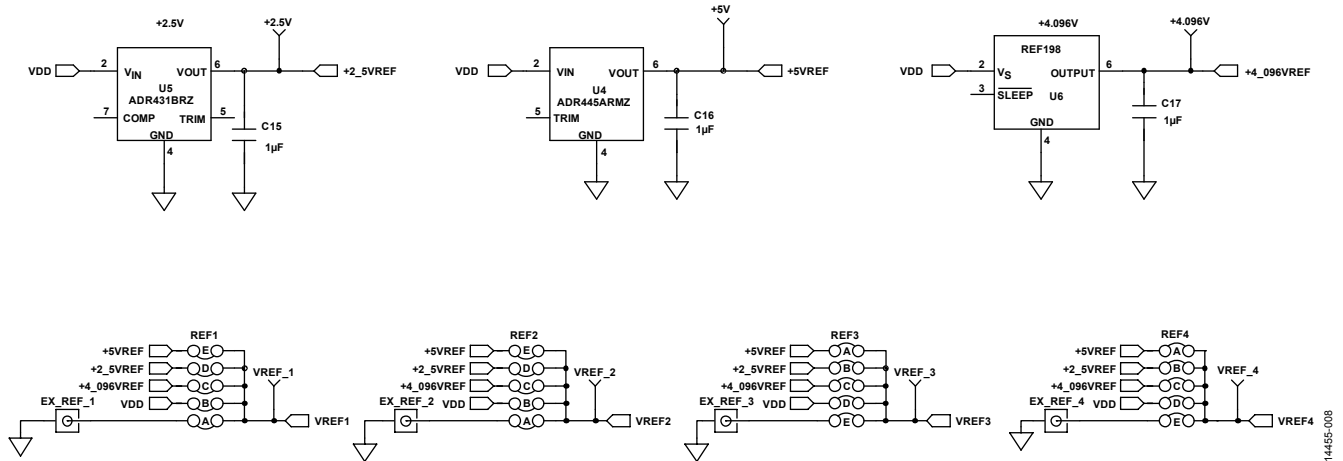 +2.5V
+2.5V
VDD
2
VIN
VOUT
6
+2_5VREF
U5
ADR431BRZ
7
COMP
TRIM
5
GND
4
C15
1µF
+5V
VDD
2
VIN
VOUT
6
+5VREF
U4
ADR445ARMZ
5
TRIM
GND
4
C16
1µF
+4.096V
+4.096V
REF198
VDD
2
VS
OUTPUT
6
+4_096VREF
3
SLEEP
U6
GND
4
C17
1µF
REF1
+5VREF
E
+2_5VREF
D
+4_096VREF
C
VREF_1
EX_REF_1
VDD
B
A
VREF1
REF2
+5VREF
E
+2_5VREF
D
+4_096VREF
C
VREF_2
EX_REF_2
VDD
B
A
VREF2
REF3
+5VREF
A
+2_5VREF
B
+4_096VREF
C
VREF_3
EX_REF_3
VDD
D
E
VREF3
REF4
+5VREF
A
+2_5VREF
B
+4_096VREF
C
VREF_4
EX_REF_4
VDD
D
E
VREF4
14455-008